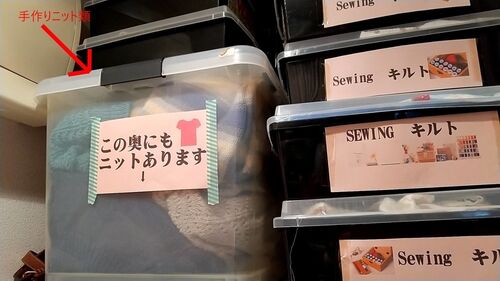 手作りニット類
この奥にも
ニットあります
↓
Sewing キルト
SEWING キルト
Sewing キルト